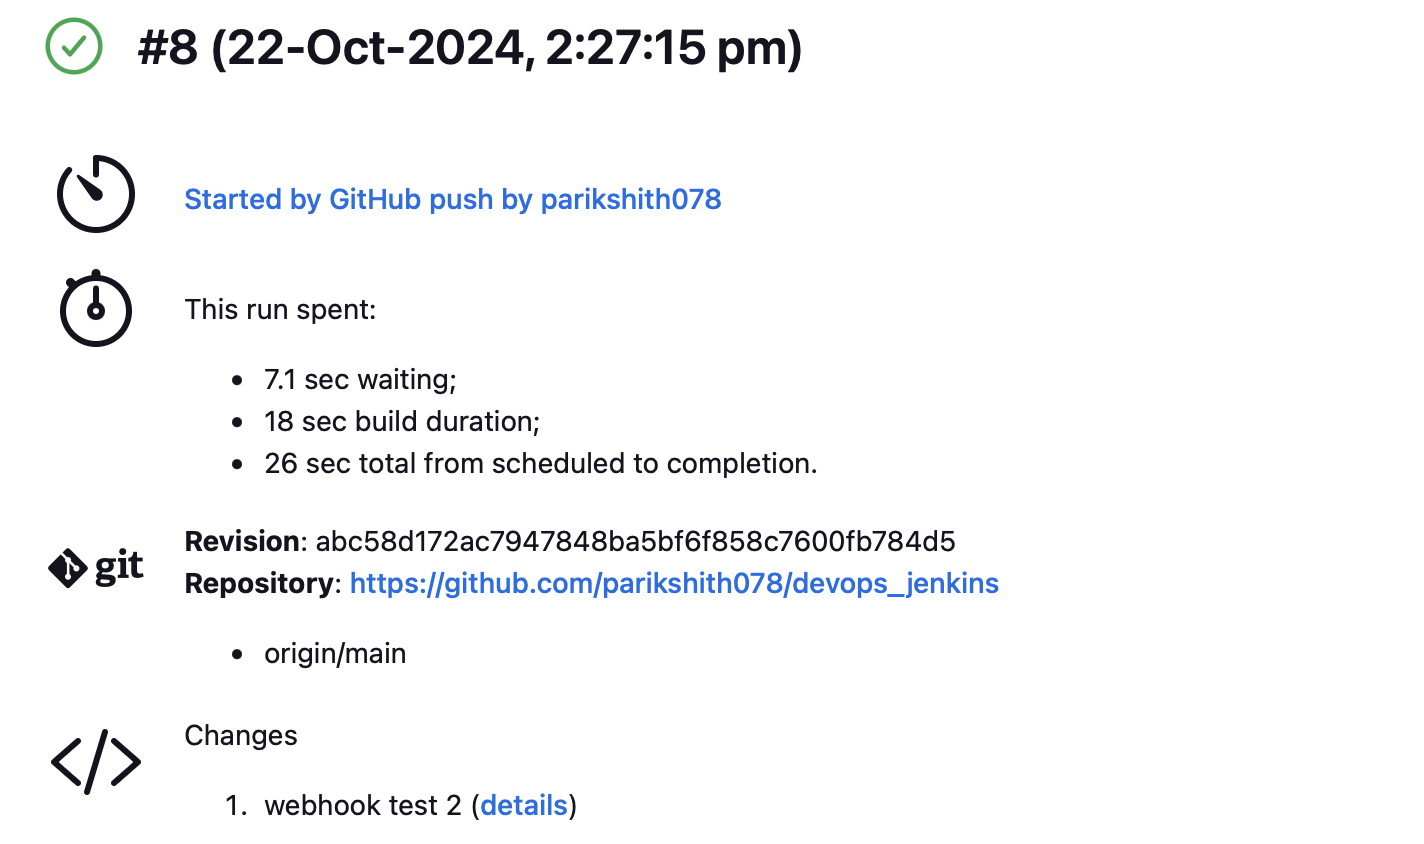 #8 (22-Oct-2024, 2:27:15 pm)
Started by GitHub push by parikshith078
This run spent:
• 7.1 sec waiting;
• 18 sec build duration;
• 26 sec total from scheduled to completion.
git
Revision: abc58d172ac7947848ba5bf6f858c7600fb784d5
Repository: https://github.com/parikshith078/devops_jenkins
• origin/main
Changes
1. webhook test 2 (details)